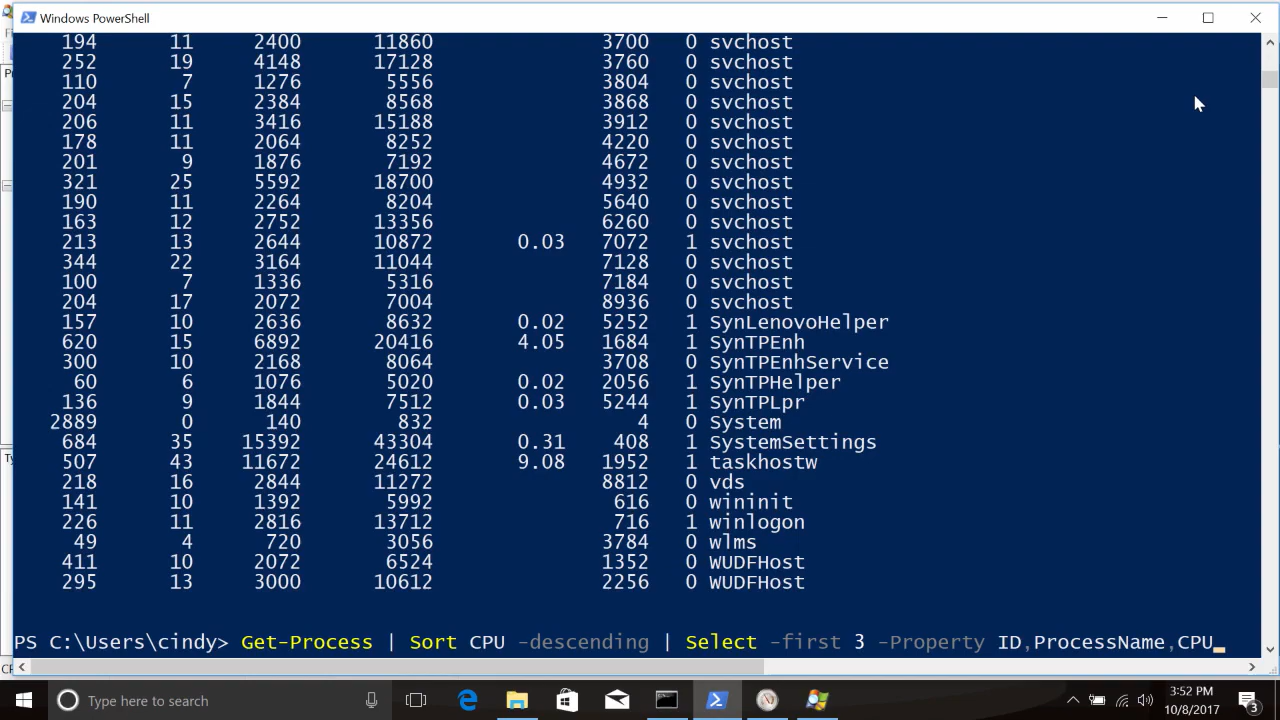 Windows PowerShell
194 11 2400 11860 3700 0 svchost
252 19 4148 17128 3760 0 svchost
110 7 1276 5556 3804 0 svchost
204 15 2384 8568 3868 0 svchost
206 11 3416 15188 3912 0 svchost
178 11 2064 8252 4220 0 svchost
201 9 1876 7192 4672 0 svchost
321 25 5592 18700 4932 0 svchost
190 11 2264 8204 5640 0 svchost
163 12 2752 13356 6260 0 svchost
213 13 2644 10872 0.03 7072 1 svchost
344 22 3164 11044 7128 0 svchost
100 7 1336 5316 7184 0 svchost
204 17 2072 7004 8936 0 svchost
157 10 2636 8632 0.02 5252 1 SynLenovoHelper
620 15 6892 20416 4.05 1684 1 SynTPEnh
300 10 2168 8064 3708 0 SynTPEnhService
60 6 1076 5020 0.02 2056 1 SynTPHelper
136 9 1844 7512 0.03 5244 1 SynTPLpr
2889 0 140 832 4 0 System
684 35 15392 43304 0.31 408 1 SystemSettings
507 43 11672 24612 9.08 1952 1 taskhostw
218 16 2844 11272 8812 0 vds
141 10 1392 5992 616 0 wininit
226 11 2816 13712 716 1 winlogon
49 4 720 3056 3784 0 wlms
411 10 2072 6524 1352 0 WUDFHost
295 13 3000 10612 2256 0 WUDFHost
PS C:\Users\cindy> Get-Process | Sort CPU -descending | Select -first 3 -Property ID,ProcessName,CPU
Type here to search
3:52 PM
10/8/2017
3